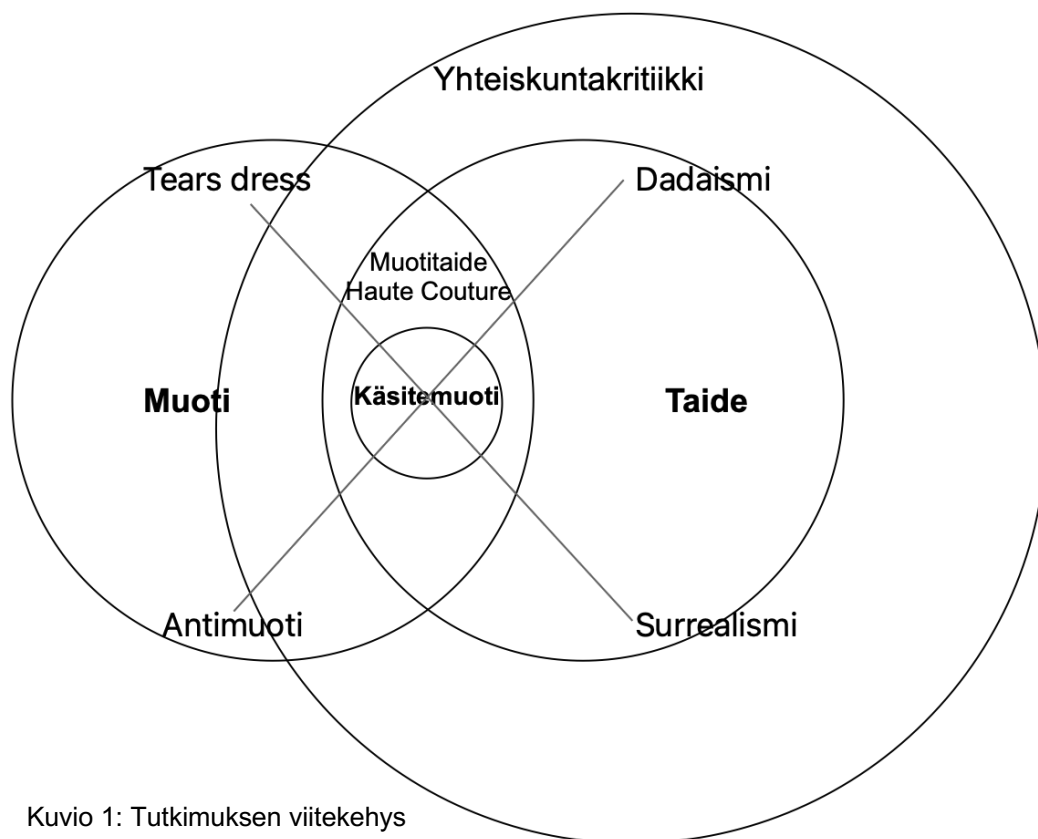 Yhteiskuntakritiikki
Tears dress
Dadaismi
Muotitaide
Haute Couture
Muoti
Käsitemuoti
Taide
Antimuoti
Surrealismi
Kuvio 1: Tutkimuksen viitekehys